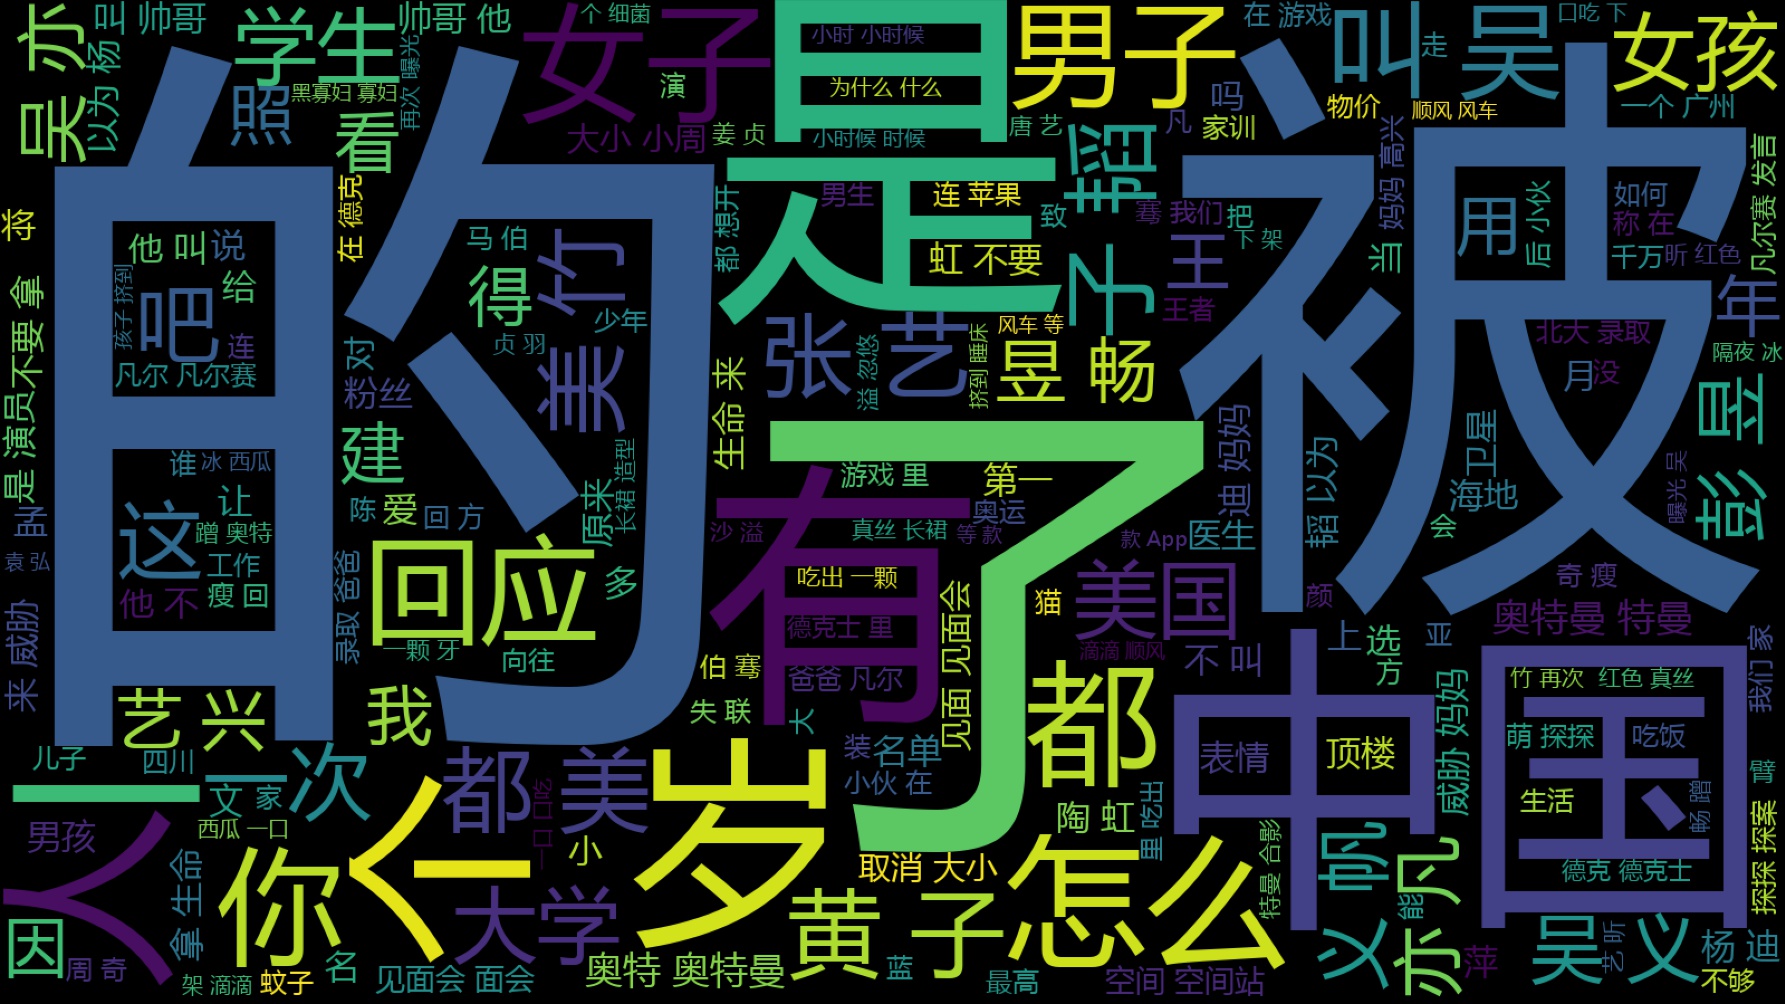 的
被
是
了
有
中国
吴 亦
叫 帅哥
杨
以为
学生
照
黑寡妇 寡妇
再次 曝光
帅哥 他
看
女子
个 细菌
演
大小 小周
姜 贞
小时 小时候
为什么 什么
小时候 时候
男子
唐 艺
韬
凡
吗
家训
在 游戏
叫
走
吴
口吃 下
女孩
物价
顺风 风车
一个 广州
将
他 叫
说
给
吧
孩子 挤到
连
凡尔 凡尔赛
在 德克
马 伯
得
竹
美
少年
贞 羽
对
粉丝
都 想开
男生
连 苹果
虹 不要
致
骞 我们
把
下 架
王
王者
子
妈妈 高兴
当
用
后 小伙
如何
称 在
千万
昕 红色
凡尔赛 发言
年
北大 录取
月
没
隔夜 冰
是 演员
不要 拿
张 艺
溢 忽悠
挤到 睡床
风车 等
昱 畅
建
生命 来
谁
冰 西瓜
这
让
蹭 奥特
工作
瘦 回
他 不
孟
袁 弘
来 威胁
陈
爱
回 方
原来
长裙 造型
回应
一颗 牙
向往
多
录取 爸爸
游戏 里
第一
奥运
沙 溢
真丝 长裙
等 款
款 App
医生
吃出 一颗
德克士 里
爸爸 凡尔
伯 骞
失 联
大
见面 见面会
猫
美国
滴滴 顺风
不 叫
颜
上
选
方
亚
迪 妈妈
韬 以为
卫星
海地
会
曝光 吴
彭 昱
奇 瘦
奥特曼 特曼
我们 家
艺 兴
我
儿子
四川
一次
文 家
西瓜 一口
男孩
人
因
周 奇
拿 生命
架 滴滴
你
蚊子
名
个
都 美
一口 口吃
小
大学
见面会 面会
岁
装
名单
小伙 在
取消 大小
奥特 奥特曼
黄 子
蓝
最高
都
陶 虹
里 吃出
怎么
空间 空间站
特曼 合影
表情
顶楼
威胁 妈妈
竹 再次
红色 真丝
萌 探探
吃饭
生活
畅 蹭
德克 德克士
臂
探探 探案
帆
义
能
亦 凡
萍
吴
义
艺 昕
杨 迪
不够
一